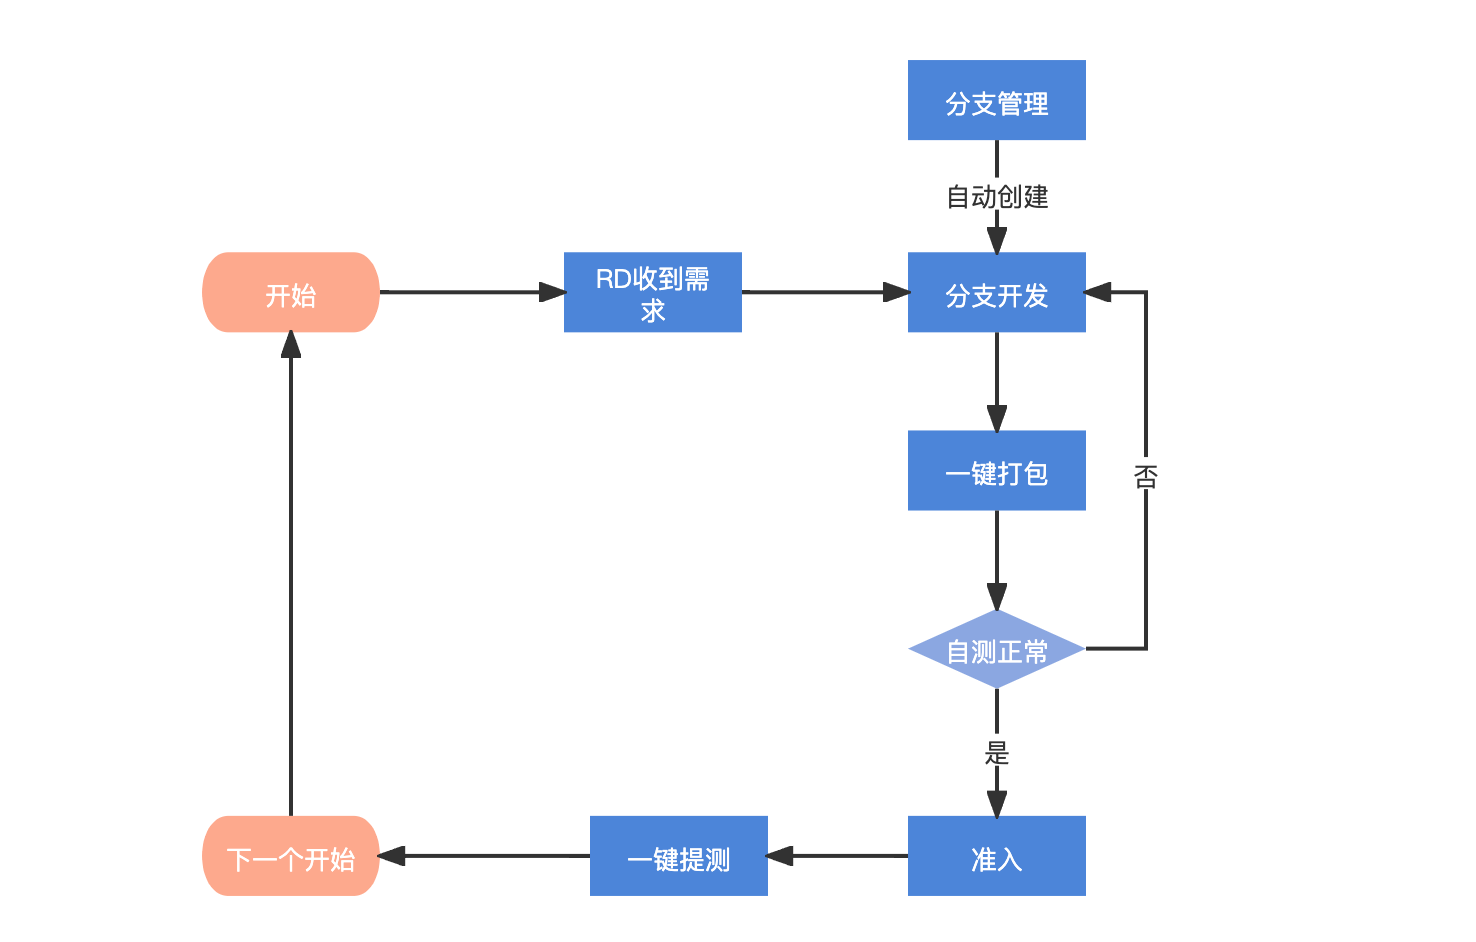 分支管理
自动创建
开始
RD收到需
求
分支开发
一键打包
否
自测正常
是
下一个开始
一键提测
准入